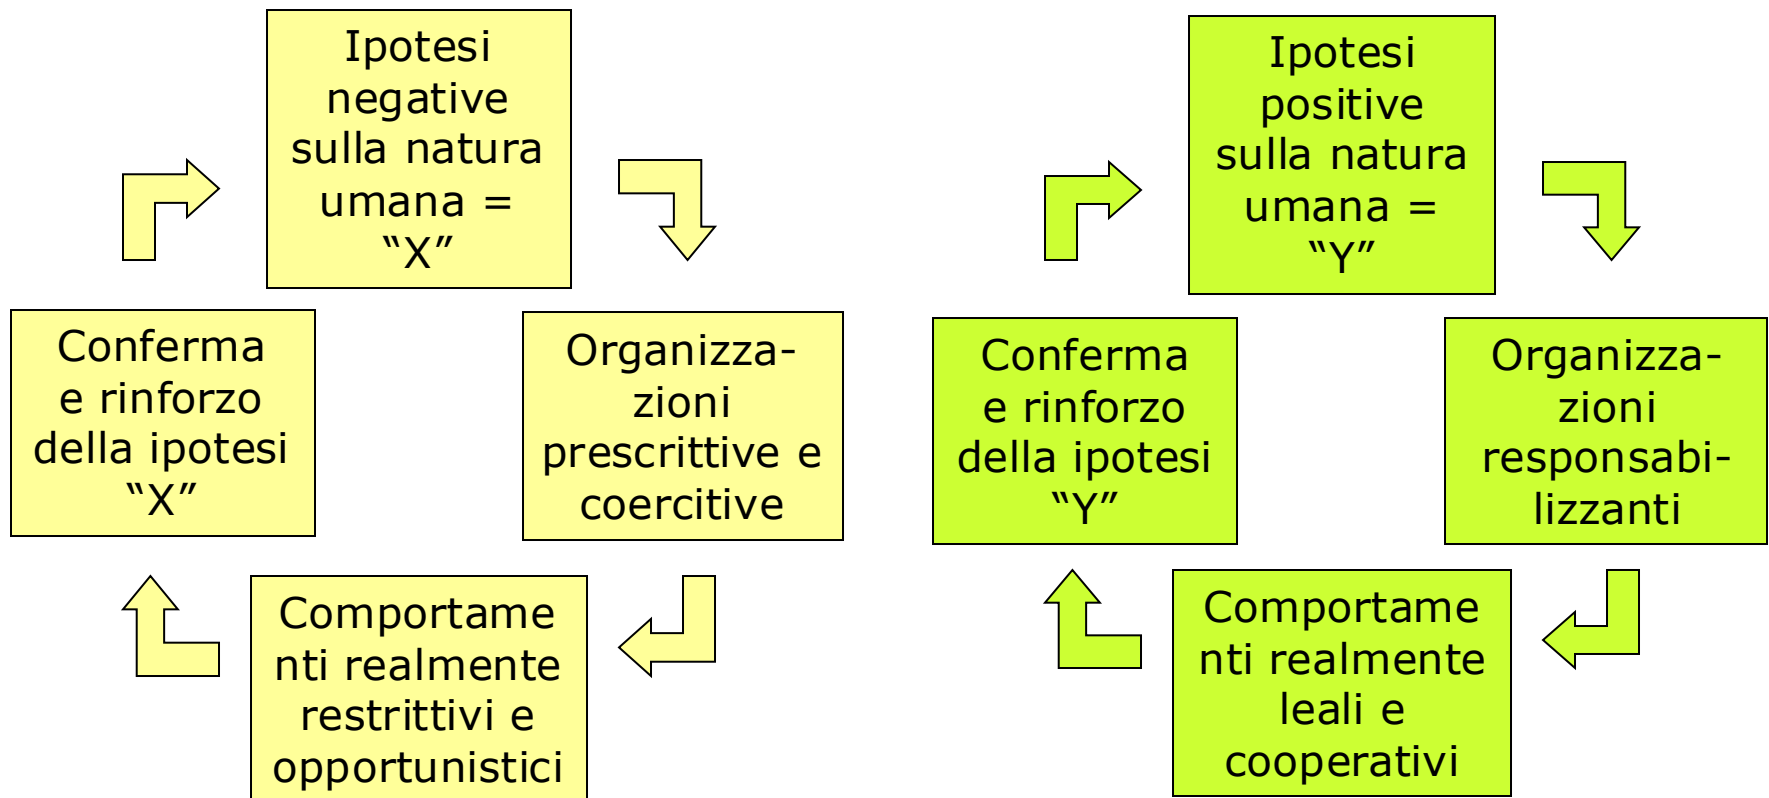 Ipotesi
negative
sulla natura
umana =
“X”
Organizza-
zioni
prescrittive e
coercitive
Comportame
nti realmente
restrittivi e
opportunistici
Conferma
e rinforzo
della ipotesi
“X”
Ipotesi
positive
sulla natura
umana =
“Y”
Organizza-
zioni
responsabi-
lizzanti
Comportame
nti realmente
leali e
cooperativi
Conferma
e rinforzo
della ipotesi
“Y”